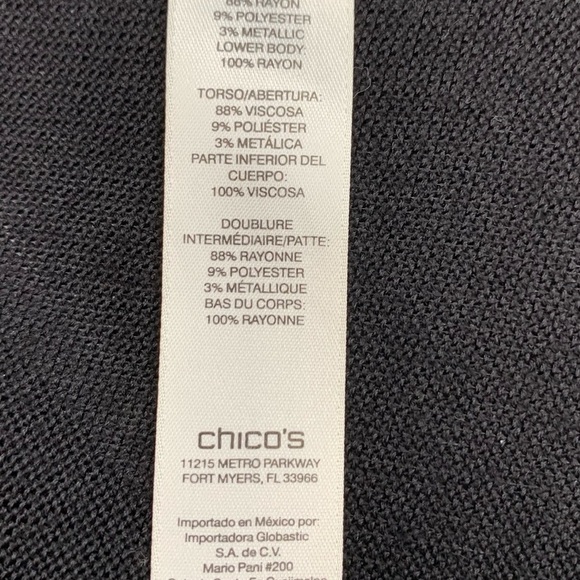 88% RAYON
9% POLYESTER
3% METALLIC
LOWER BODY:
100% RAYON
TORSO/ABERTURA:
88% VISCOSA
9% POLIÉSTER
3% METÁLICA
PARTE INFERIOR DEL
CUERPO:
100% VISCOSA
DOUBLURE
INTERMÉDIAIRE/PATTE:
88% RAYONNE
9% POLYESTER
3% MÉTALLIQUE
BAS DU CORPS:
100% RAYONNE
chico's
11215 METRO PARKWAY
FORT MYERS, FL 33966
Importado en México por:
Importadora Globastic
S.A. de C.V.
Mario Pani #200